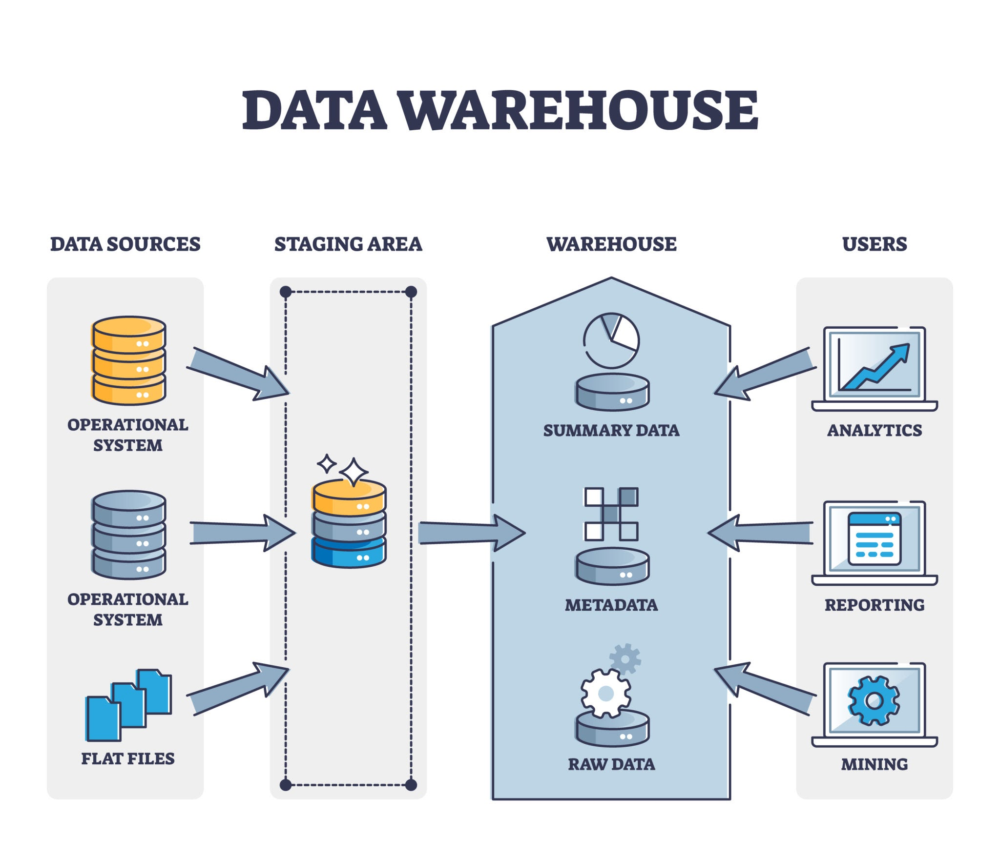 DATA WAREHOUSE
DATA SOURCES
STAGING AREA
WAREHOUSE
USERS
OPERATIONAL
SYSTEM
OPERATIONAL
SYSTEM
FLAT FILES
SUMMARY DATA
METADATA
RAW DATA
ANALYTICS
REPORTING
MINING